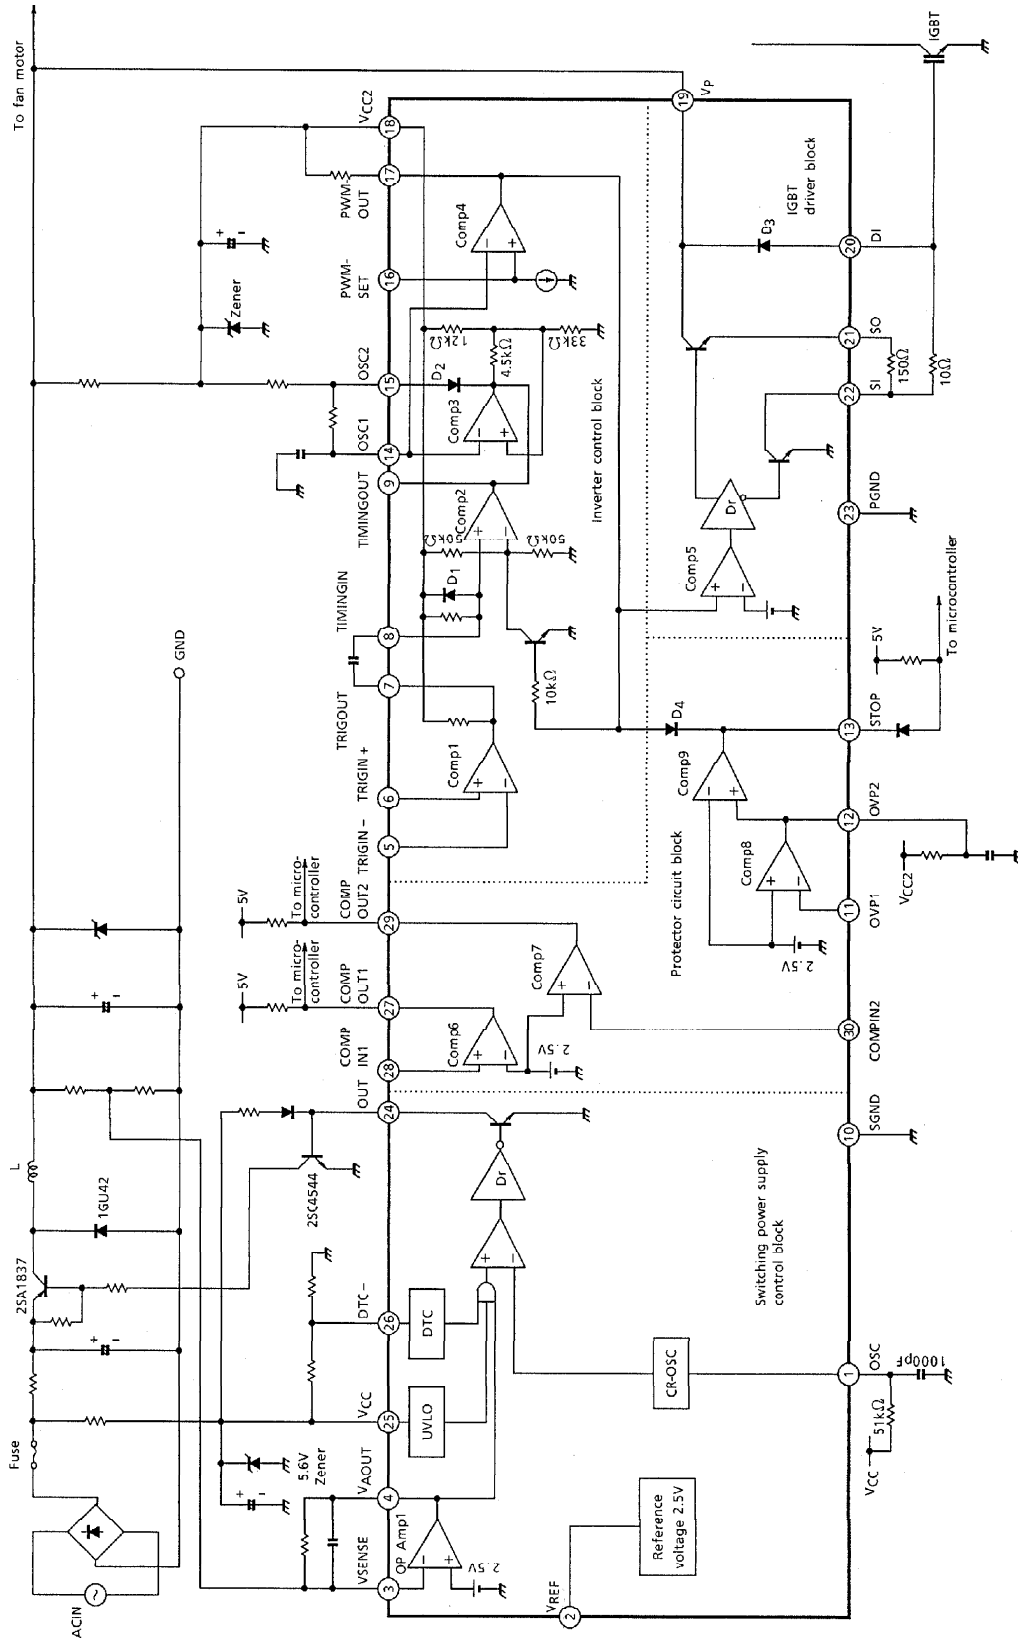 ACIN
Fuse
2SA1837
1GU42
L
To fan motor
GND
5.6V
Zener
2SC4544
5V
To micro-
controller
5V
To micro-
controller
Zener
VSENSE
VAOUT
VCC
DTC−
OUT
COMP
IN1
COMP
OUT1
COMP
OUT2
TRIGIN −
TRIGIN +
TRIGOUT
TIMINGIN
TIMINGOUT
OSC1
OSC2
PWM-
SET
PWM-
OUT
VCC2
3
4
25
26
24
28
27
29
5
6
7
8
9
14
15
16
17
18
OP Amp1
−
+
2.5V
UVLO
DTC
+
−
Dr
Comp6
+
−
2.5V
Comp7
+
−
Comp1
+
−
D1
50kΩ
50kΩ
Comp2
+
−
10kΩ
Comp3
−
+
D2
12kΩ
4.5kΩ
33kΩ
Comp4
−
+
Inverter control block
VREF
2
Reference
voltage 2.5V
CR-OSC
Switching power supply
control block
Protector circuit block
Comp8
+
−
2.5V
Comp9
−
+
D4
Comp5
+
−
Dr
D3
IGBT
driver block
19
VP
1
OSC
10
SGND
30
COMPIN2
11
OVP1
12
OVP2
13
STOP
23
PGND
22
SI
21
SO
20
DI
VCC
51kΩ
1000pF
VCC2
5V
To microcontroller
150Ω
10Ω
IGBT